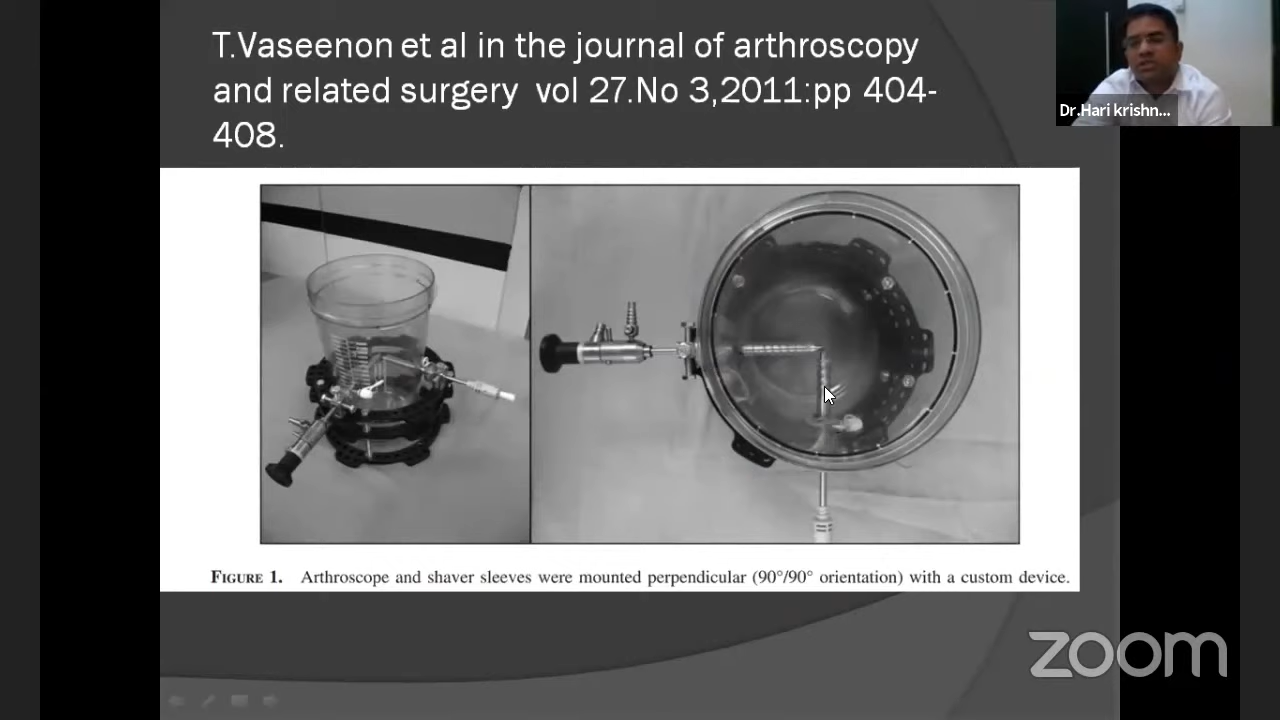 T.Vaseenon et al in the journal of arthroscopy
and related surgery vol 27.No 3,2011:pp 404-
408.
Dr.Hari krishn...
FIGURE 1. Arthroscope and shaver sleeves were mounted perpendicular (90°/90° orientation) with a custom device.
zoom